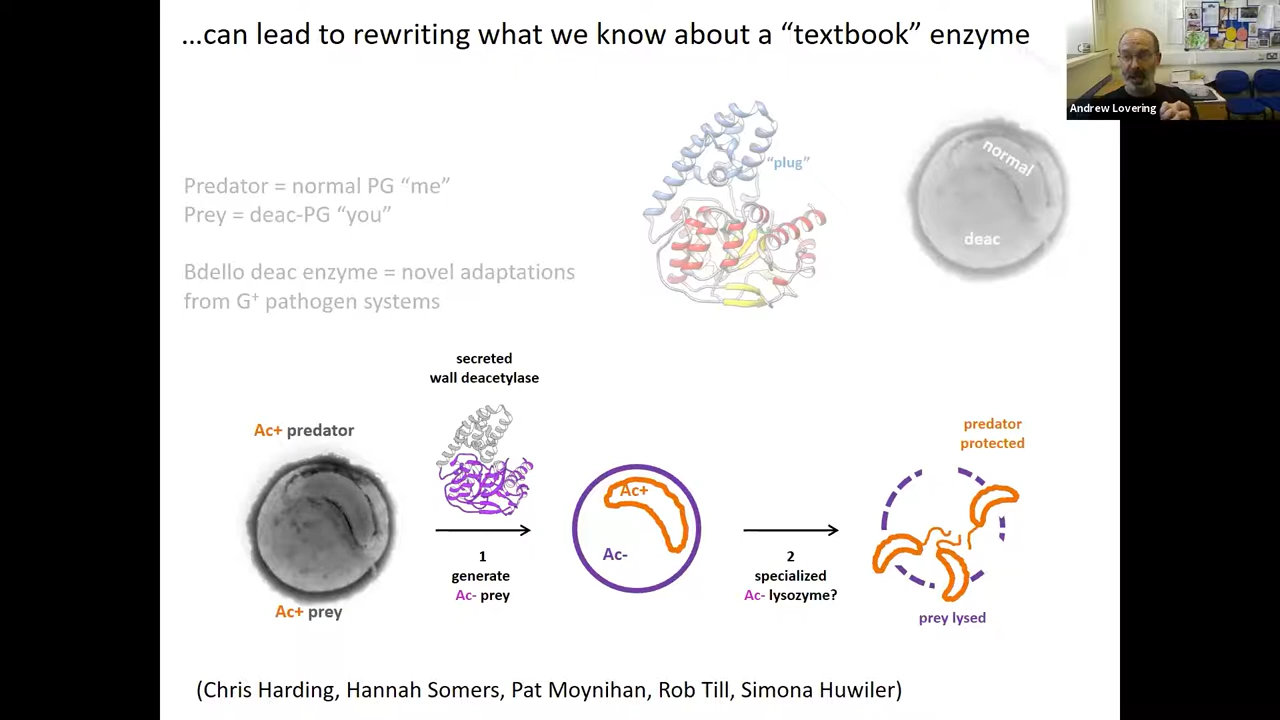 ...can lead to rewriting what we know about a “textbook” enzyme
Andrew Lovering
Predator = normal PG “me”
Prey = deac-PG “you”
Bdello deac enzyme = novel adaptations
from G⁺ pathogen systems
“plug”
normal
deac
secreted
wall deacetylase
Ac+ predator
Ac+ prey
1
generate
Ac- prey
Ac+
Ac-
2
specialized
Ac- lysozyme?
predator
protected
prey lysed
(Chris Harding, Hannah Somers, Pat Moynihan, Rob Till, Simona Huwiler)